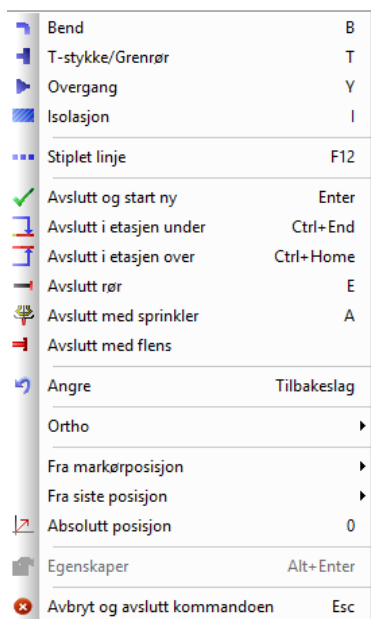 Bend B
T-stykke/Grenrør T
Overgang Y
Isolasjon I
Stiplet linje F12
Avslutt og start ny Enter
Avslutt i etasjen under Ctrl+End
Avslutt i etasjen over Ctrl+Home
Avslutt rør E
Avslutt med sprinkler A
Avslutt med flens
Angre Tilbakeslag
Ortho
Fra markørposisjon
Fra siste posisjon
Absolutt posisjon 0
Egenskaper Alt+Enter
Avbryt og avslutt kommandoen Esc